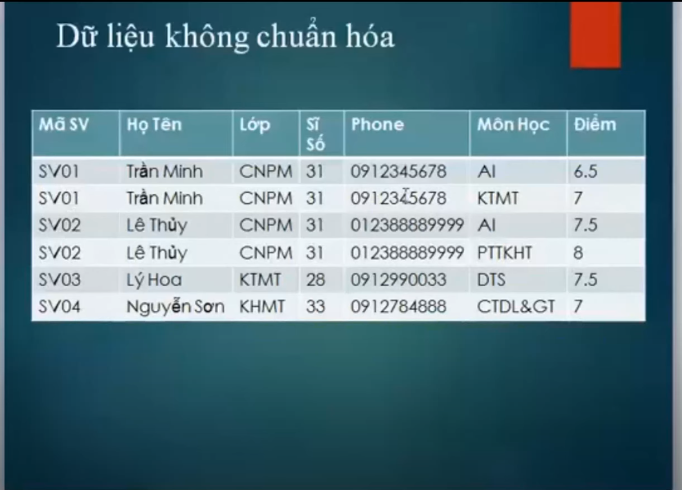 Dữ liệu không chuẩn hóa
Mã SV Họ Tên Lớp Sĩ Số Phone Môn Học Điểm
SV01 Trần Minh CNPM 31 0912345678 AI 6.5
SV01 Trần Minh CNPM 31 0912345678 KTMT 7
SV02 Lê Thủy CNPM 31 012388889999 AI 7.5
SV02 Lê Thủy CNPM 31 012388889999 PTTKHT 8
SV03 Lý Hoa KTMT 28 0912990033 DTS 7.5
SV04 Nguyễn Sơn KHMT 33 0912784888 CTDL&GT 7